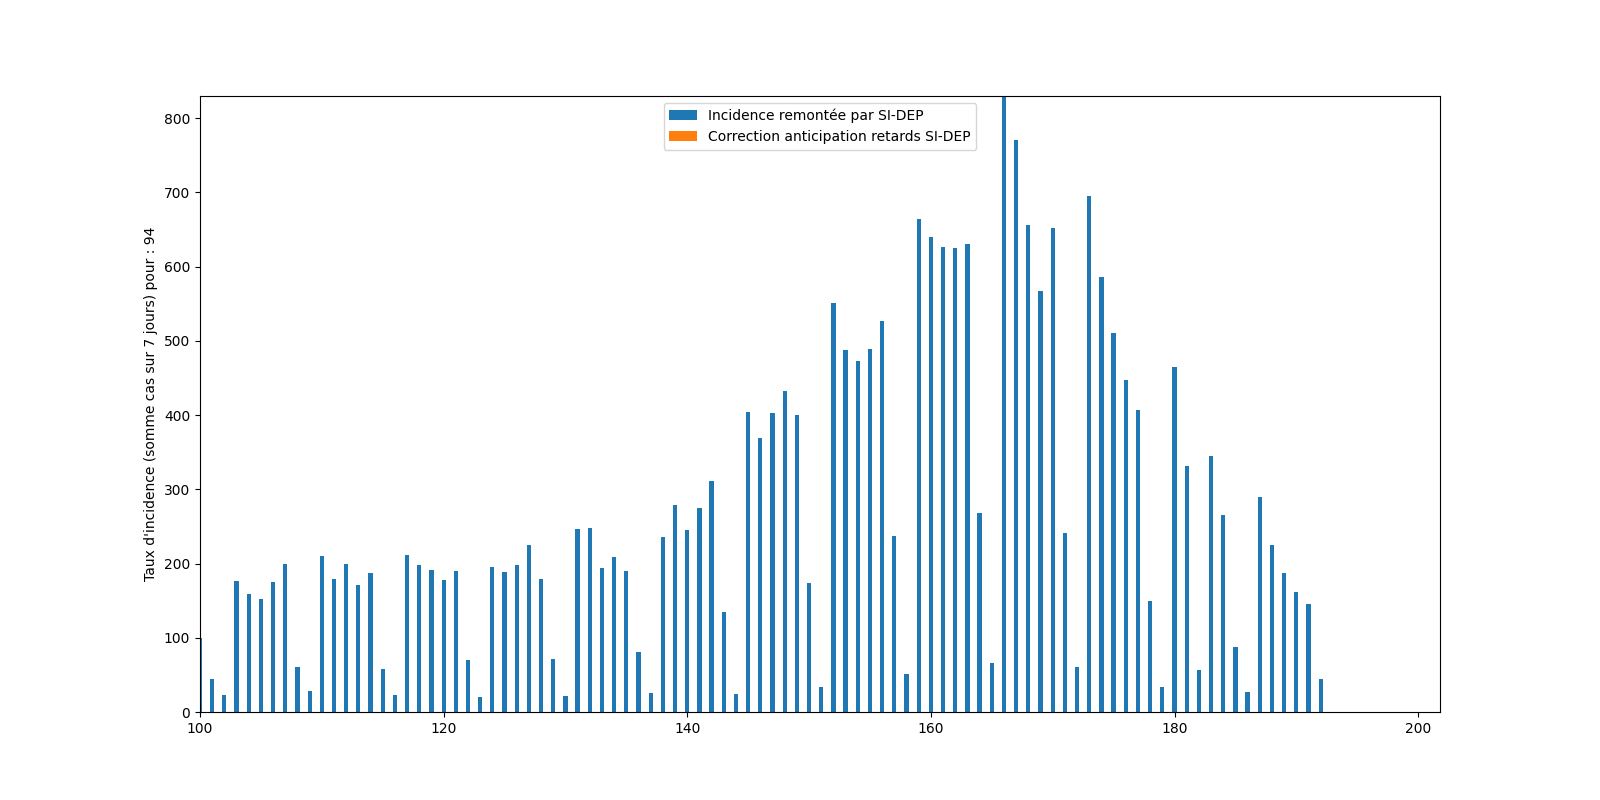 Incidence remontée par SI-DEP
Correction anticipation retards SI-DEP
Taux d'incidence (somme cas sur 7 jours) pour : 94
800
700
600
500
400
300
200
100
0
100 120 140 160 180 200